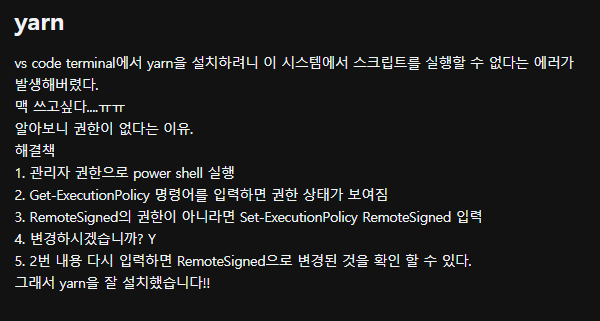 yarn
vs code terminal에서 yarn을 설치하려니 이 시스템에서 스크립트를 실행할 수 없다는 에러가
발생해버렸다.
맥 쓰고싶다....ㅠㅠ
알아보니 권한이 없다는 이유.
해결책
1. 관리자 권한으로 power shell 실행
2. Get-ExecutionPolicy 명령어를 입력하면 권한 상태가 보여짐
3. RemoteSigned의 권한이 아니라면 Set-ExecutionPolicy RemoteSigned 입력
4. 변경하시겠습니까? Y
5. 2번 내용 다시 입력하면 RemoteSigned으로 변경된 것을 확인 할 수 있다.
그래서 yarn을 잘 설치했습니다!!